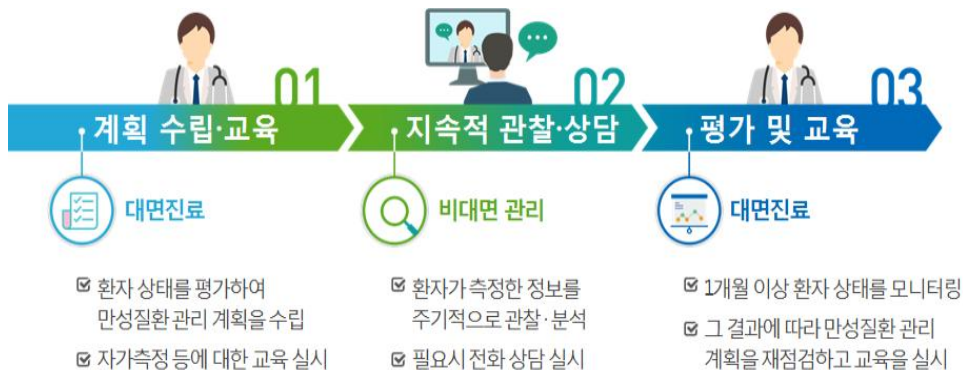 01
계획 수립·교육
대면진료
환자 상태를 평가하여
만성질환 관리 계획을 수립
자가측정 등에 대한 교육 실시
02
지속적 관찰·상담
비대면 관리
환자가 측정한 정보를
주기적으로 관찰·분석
필요시 전화 상담 실시
03
평가 및 교육
대면진료
1개월 이상 환자 상태를 모니터링
그 결과에 따라 만성질환 관리
계획을 재점검하고 교육을 실시